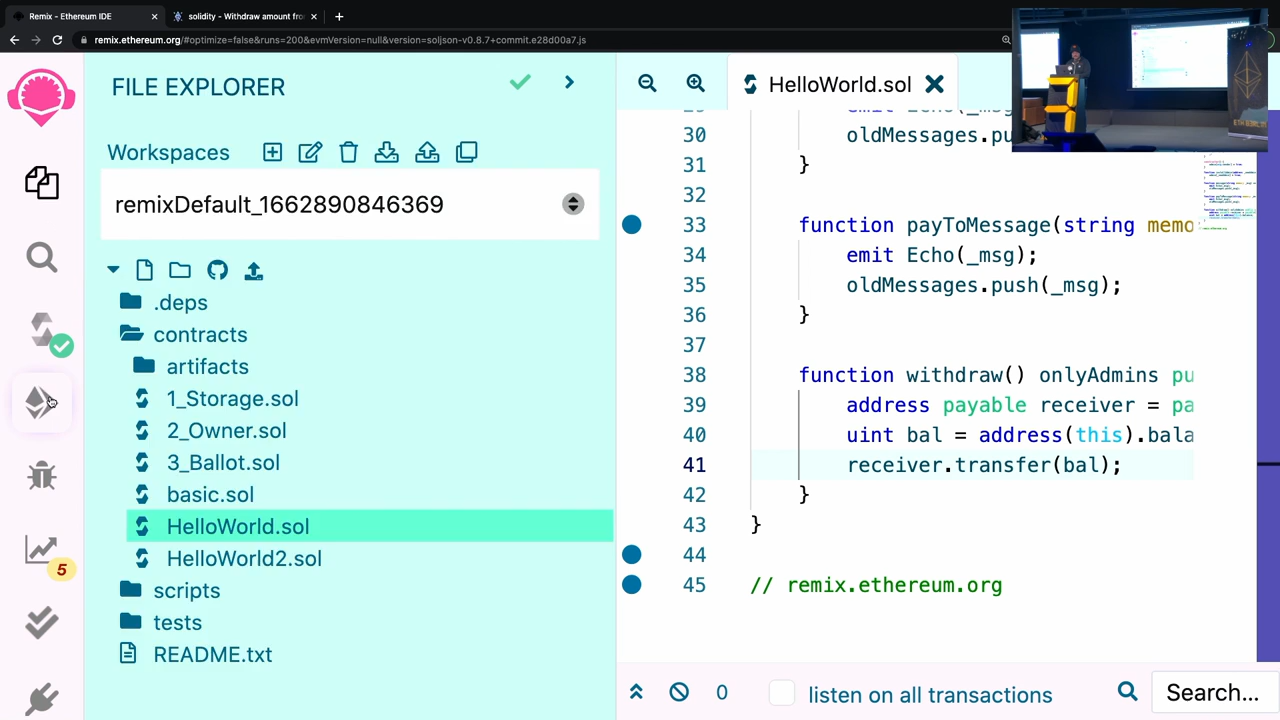 Remix - Ethereum IDE
solidity - Withdraw amount fro
remix.ethereum.org/#optimize=false&runs=200&evmVersion=null&version=soljson-v0.8.7+commit.e28d00a7.js
FILE EXPLORER
Workspaces
remixDefault_1662890846369
.deps
contracts
artifacts
1_Storage.sol
2_Owner.sol
3_Ballot.sol
basic.sol
HelloWorld.sol
HelloWorld2.sol
scripts
tests
README.txt
5
HelloWorld.sol
29 emit Echo(_msg);
30 oldMessages.pu
31 }
32
33 function payToMessage(string memo
34 emit Echo(_msg);
35 oldMessages.push(_msg);
36 }
37
38 function withdraw() onlyAdmins pu
39 address payable receiver = pa
40 uint bal = address(this).bala
41 receiver.transfer(bal);
42 }
43 }
44
45 // remix.ethereum.org
0 listen on all transactions Search...